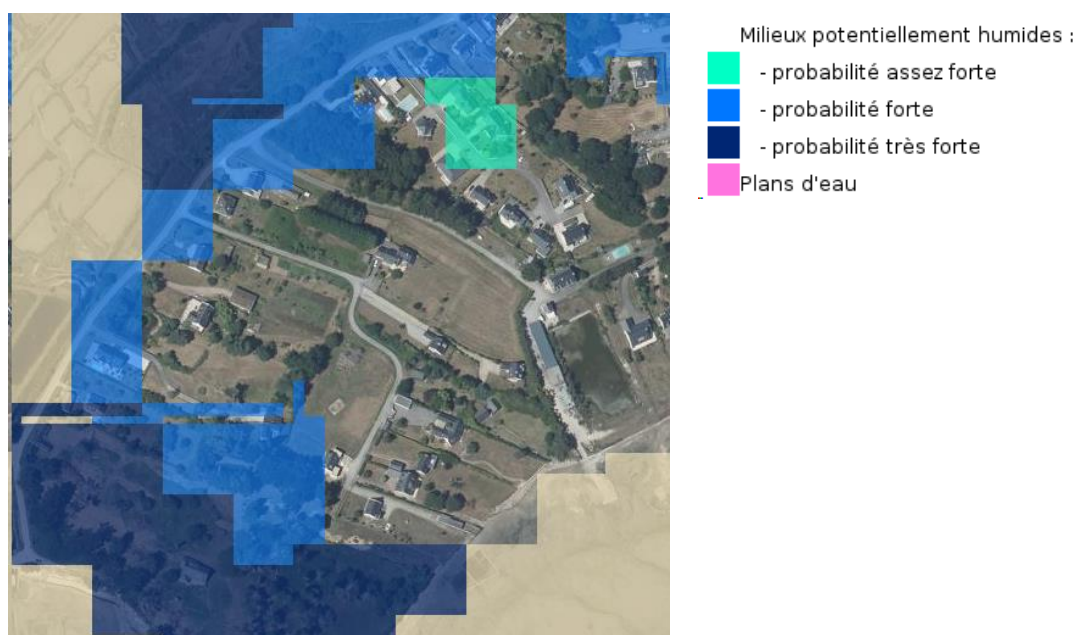 Milieux potentiellement humides :
- probabilité assez forte
- probabilité forte
- probabilité très forte
Plans d'eau